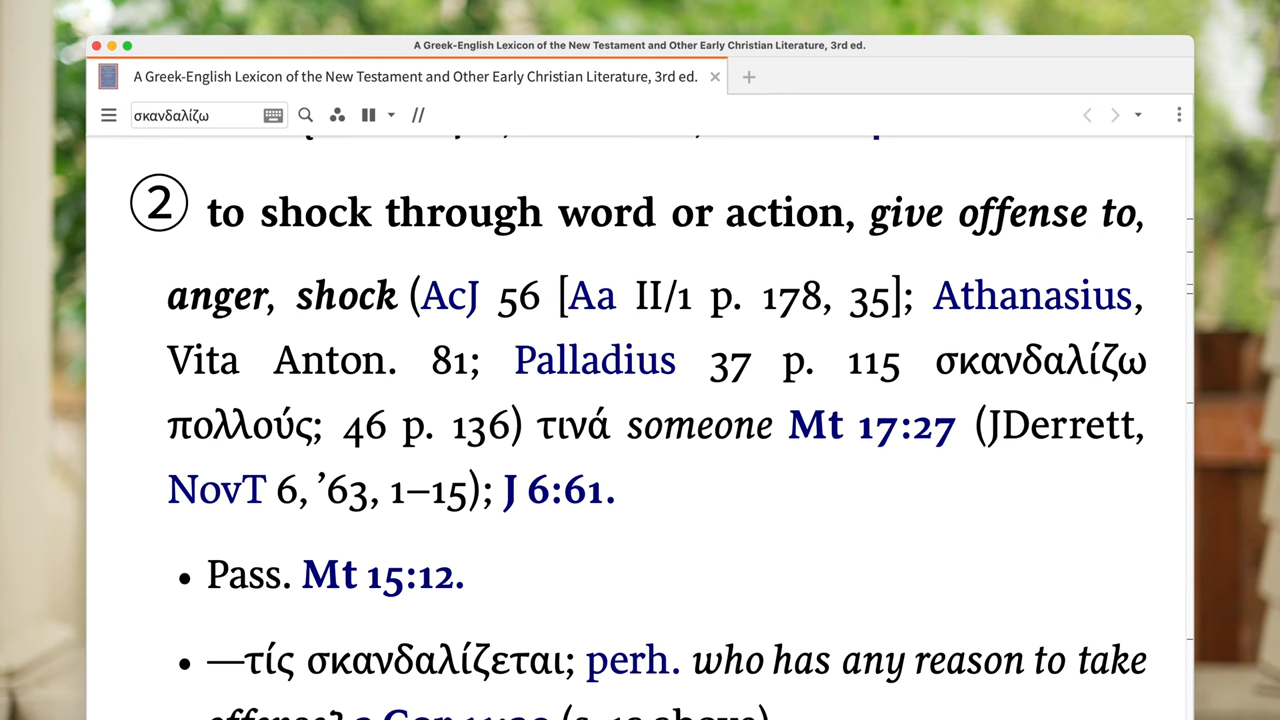 A Greek-English Lexicon of the New Testament and Other Early Christian Literature, 3rd ed.
A Greek-English Lexicon of the New Testament and Other Early Christian Literature, 3rd ed.
σκανδαλίζω
② to shock through word or action, give offense to,
anger, shock (AcJ 56 [Aa II/1 p. 178, 35]; Athanasius,
Vita Anton. 81; Palladius 37 p. 115 σκανδαλίζω
πολλούς; 46 p. 136) τινά someone Mt 17:27 (JDerrett,
NovT 6, ’63, 1–15); J 6:61.
• Pass. Mt 15:12.
• —τίς σκανδαλίζεται; perh. who has any reason to take